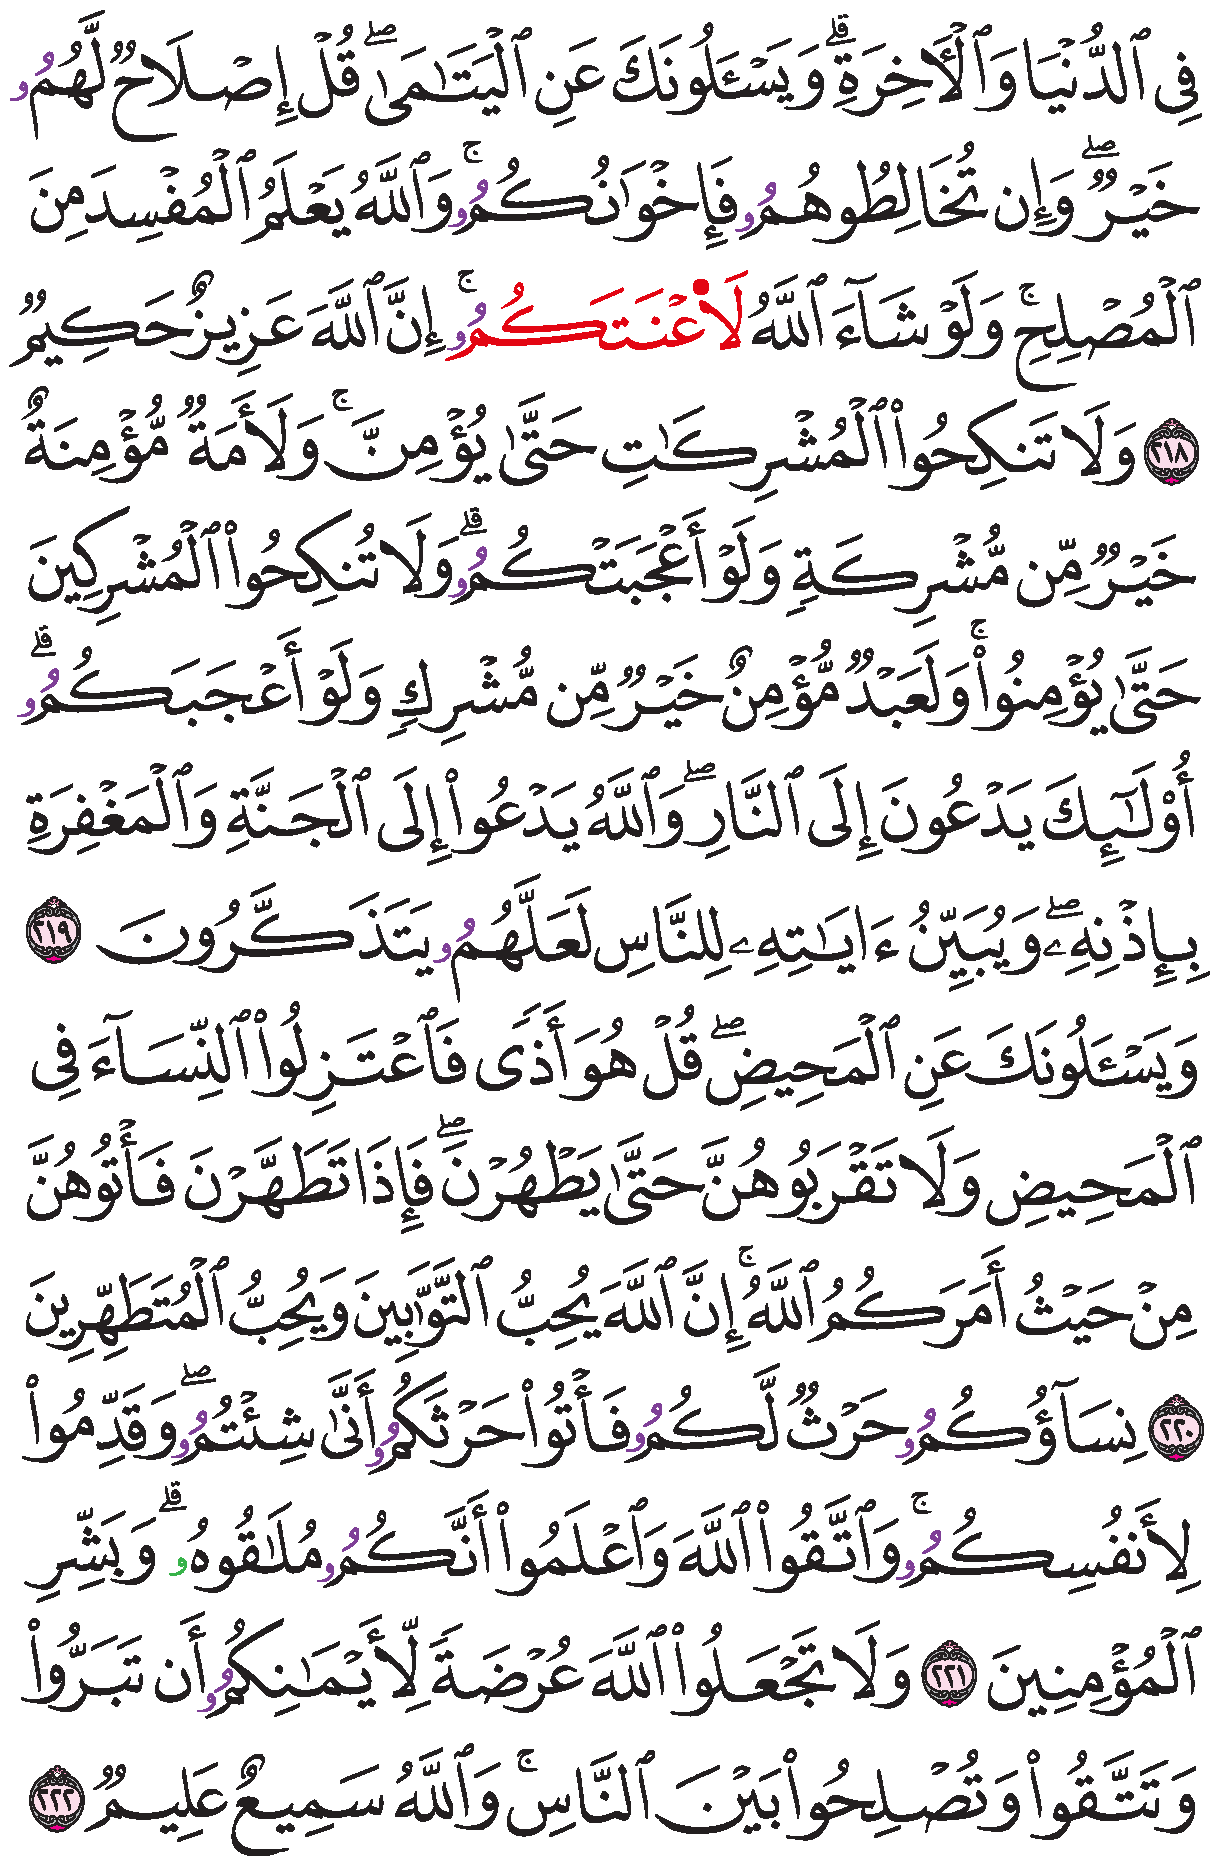 فِي ٱلدُّنْيَا وَٱلْأَخِرَةِۗ وَيَسْـَٔلُونَكَ عَنِ ٱلْيَتَٰمَىٰۖ قُلْ إِصْلَاحٌ لَّهُمُۥ
خَيْرٌۖ وَإِن تُخَالِطُوهُمُۥ فَإِخْوَٰنُكُمُۥۚ وَٱللَّهُ يَعْلَمُ ٱلْمُفْسِدَ مِنَ
ٱلْمُصْلِحِۚ وَلَوْ شَآءَ ٱللَّهُ لَأَعْنَتَكُمُۥۚ إِنَّ ٱللَّهَ عَزِيزٌ حَكِيمٌ
٢١٨ وَلَا تَنكِحُوا۟ ٱلْمُشْرِكَٰتِ حَتَّىٰ يُؤْمِنَّۚ وَلَأَمَةٌ مُّؤْمِنَةٌ
خَيْرٌ مِّن مُّشْرِكَةٍ وَلَوْ أَعْجَبَتْكُمُۥۗ وَلَا تُنكِحُوا۟ ٱلْمُشْرِكِينَ
حَتَّىٰ يُؤْمِنُوا۟ۚ وَلَعَبْدٌ مُّؤْمِنٌ خَيْرٌ مِّن مُّشْرِكٍ وَلَوْ أَعْجَبَكُمُۥۗ
أُو۟لَٰٓئِكَ يَدْعُونَ إِلَى ٱلنَّارِۖ وَٱللَّهُ يَدْعُوا۟ إِلَى ٱلْجَنَّةِ وَٱلْمَغْفِرَةِ
بِإِذْنِهِۦۖ وَيُبَيِّنُ ءَايَٰتِهِۦ لِلنَّاسِ لَعَلَّهُمُۥ يَتَذَكَّرُونَ ٢١٩
وَيَسْـَٔلُونَكَ عَنِ ٱلْمَحِيضِۖ قُلْ هُوَ أَذًى فَٱعْتَزِلُوا۟ ٱلنِّسَآءَ فِي
ٱلْمَحِيضِ وَلَا تَقْرَبُوهُنَّ حَتَّىٰ يَطْهُرْنَۖ فَإِذَا تَطَهَّرْنَ فَأْتُوهُنَّ
مِنْ حَيْثُ أَمَرَكُمُ ٱللَّهُۚ إِنَّ ٱللَّهَ يُحِبُّ ٱلتَّوَّٰبِينَ وَيُحِبُّ ٱلْمُتَطَهِّرِينَ
٢٢٠ نِسَآؤُكُمُۥ حَرْثٌ لَّكُمُۥ فَأْتُوا۟ حَرْثَكُمُۥ أَنَّىٰ شِئْتُمُۥۖ وَقَدِّمُوا۟
لِأَنفُسِكُمُۥۚ وَٱتَّقُوا۟ ٱللَّهَ وَٱعْلَمُوا۟ أَنَّكُمُۥ مُلَٰقُوهُۥۗ وَبَشِّرِ
ٱلْمُؤْمِنِينَ ٢٢١ وَلَا تَجْعَلُوا۟ ٱللَّهَ عُرْضَةً لِّأَيْمَٰنِكُمُۥ أَن تَبَرُّوا۟
وَتَتَّقُوا۟ وَتُصْلِحُوا۟ بَيْنَ ٱلنَّاسِۚ وَٱللَّهُ سَمِيعٌ عَلِيمٌ ٢٢٢